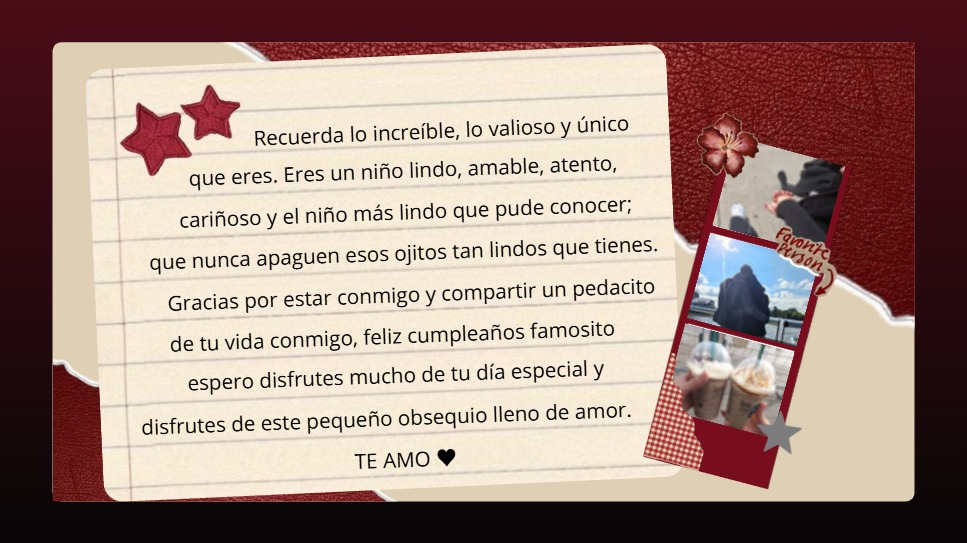 Recuerda lo increíble, lo valioso y único
que eres. Eres un niño lindo, amable, atento,
cariñoso y el niño más lindo que pude conocer;
que nunca apaguen esos ojitos tan lindos que tienes.
Gracias por estar conmigo y compartir un pedacito
de tu vida conmigo, feliz cumpleaños famosito
espero disfrutes mucho de tu día especial y
disfrutes de este pequeño obsequio lleno de amor.
TE AMO ♥
Favorite
Person